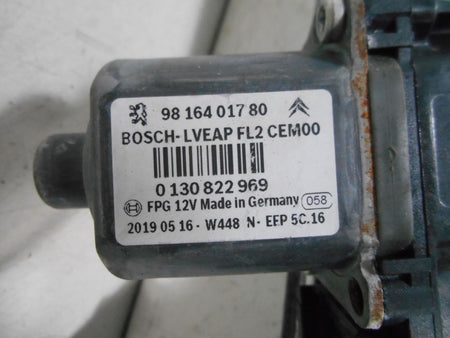 98 164 017 80
BOSCH-LVEAP FL2 CEM00
0 130 822 969
FPG 12V Made in Germany 058
2019 05 16 - W448 N - EEP 5C.16